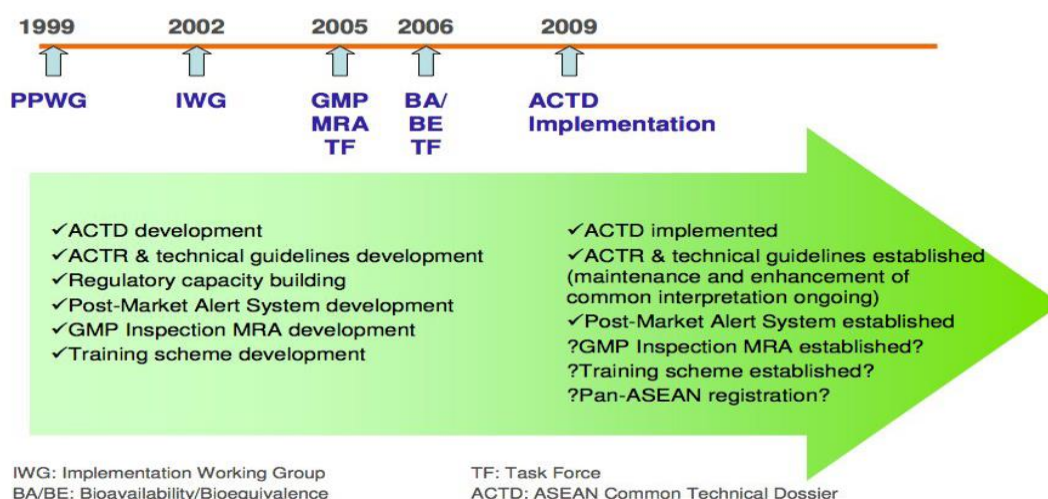 1999 2002 2005 2006 2009
PPWG IWG GMP BA/ ACTD
MRA BE Implementation
TF TF
✓ACTD development
✓ACTR & technical guidelines development
✓Regulatory capacity building
✓Post-Market Alert System development
✓GMP Inspection MRA development
✓Training scheme development
✓ACTD implemented
✓ACTR & technical guidelines established
(maintenance and enhancement of
common interpretation ongoing)
✓Post-Market Alert System established
?GMP Inspection MRA established?
?Training scheme established?
?Pan-ASEAN registration?
IWG: Implementation Working Group
BA/BE: Bioavailability/Bioequivalence
TF: Task Force
ACTD: ASEAN Common Technical Dossier